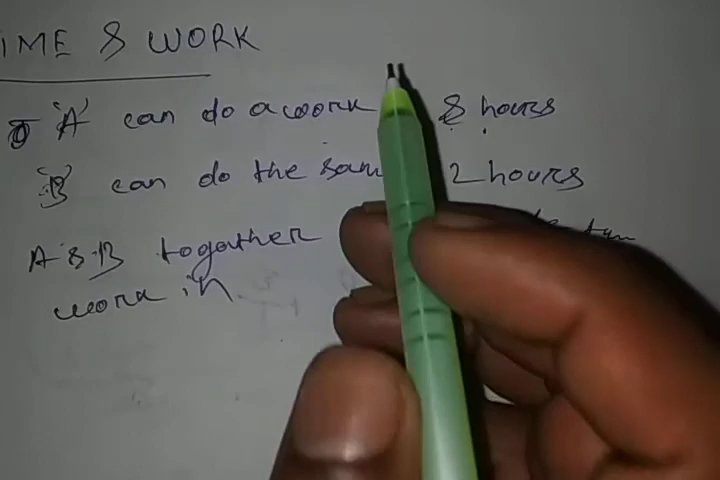 IME & WORK
'A' can do a work 8 hours
'B' can do the sam 2 hours
A & B together
work in